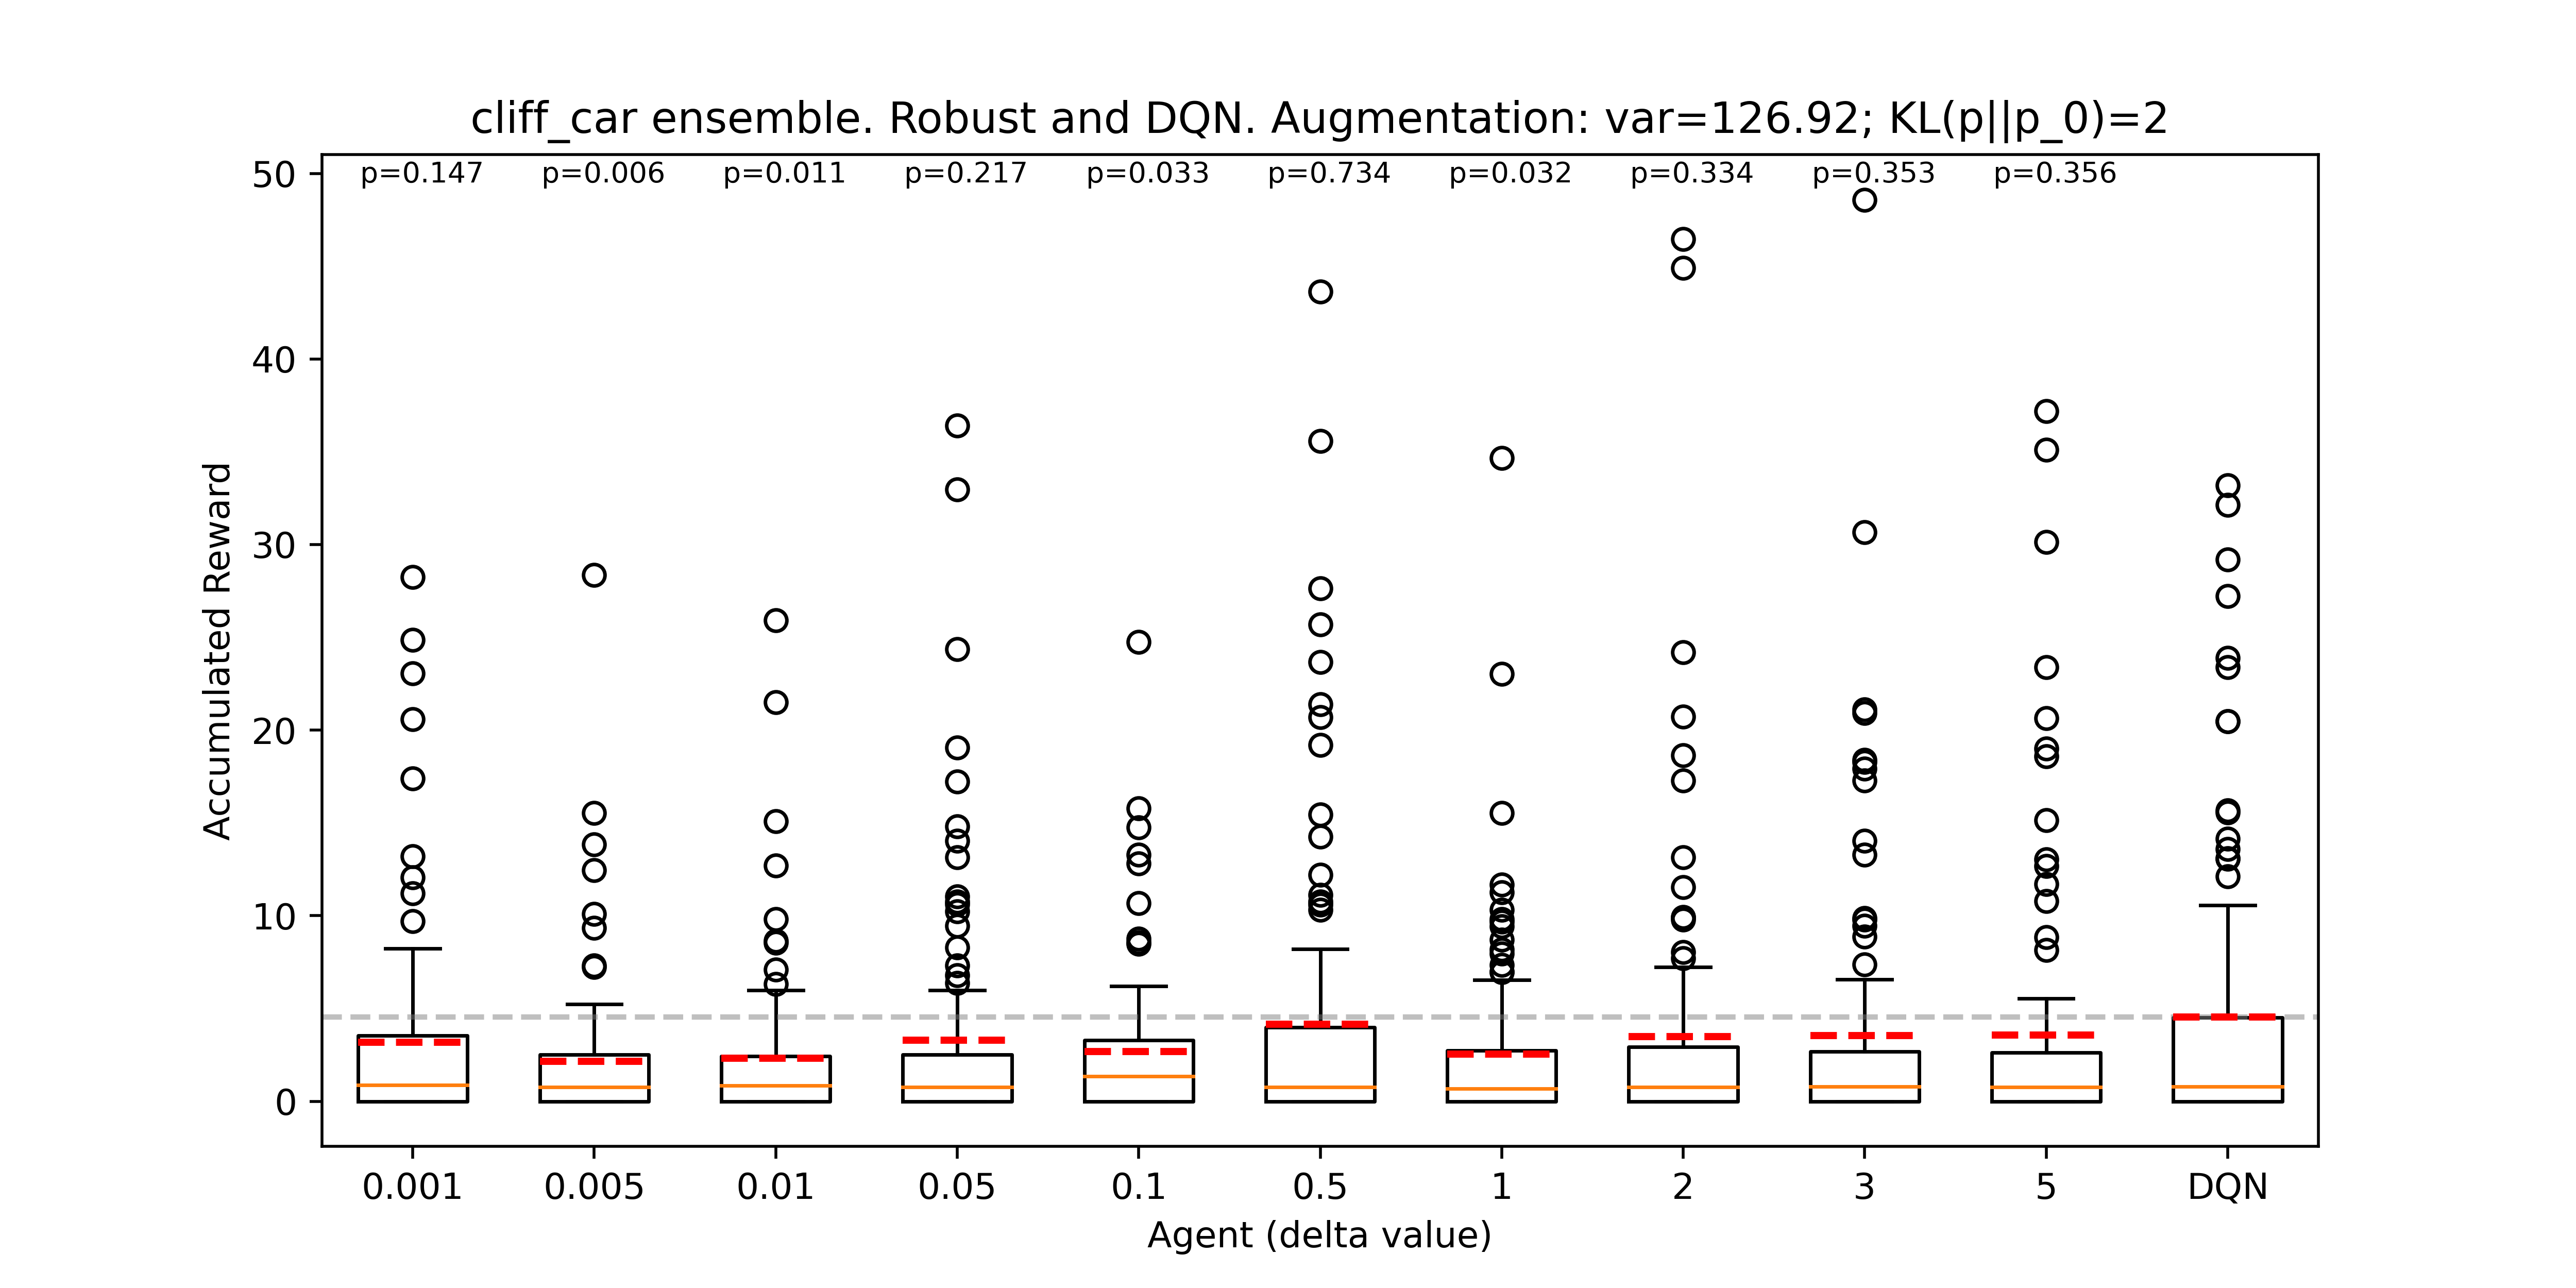 cliff_car ensemble. Robust and DQN. Augmentation: var=126.92; KL(p||p_0)=2
p=0.147 p=0.006 p=0.011 p=0.217 p=0.033 p=0.734 p=0.032 p=0.334 p=0.353 p=0.356
50
40
30
20
10
0
Accumulated Reward
0.001 0.005 0.01 0.05 0.1 0.5 1 2 3 5 DQN
Agent (delta value)